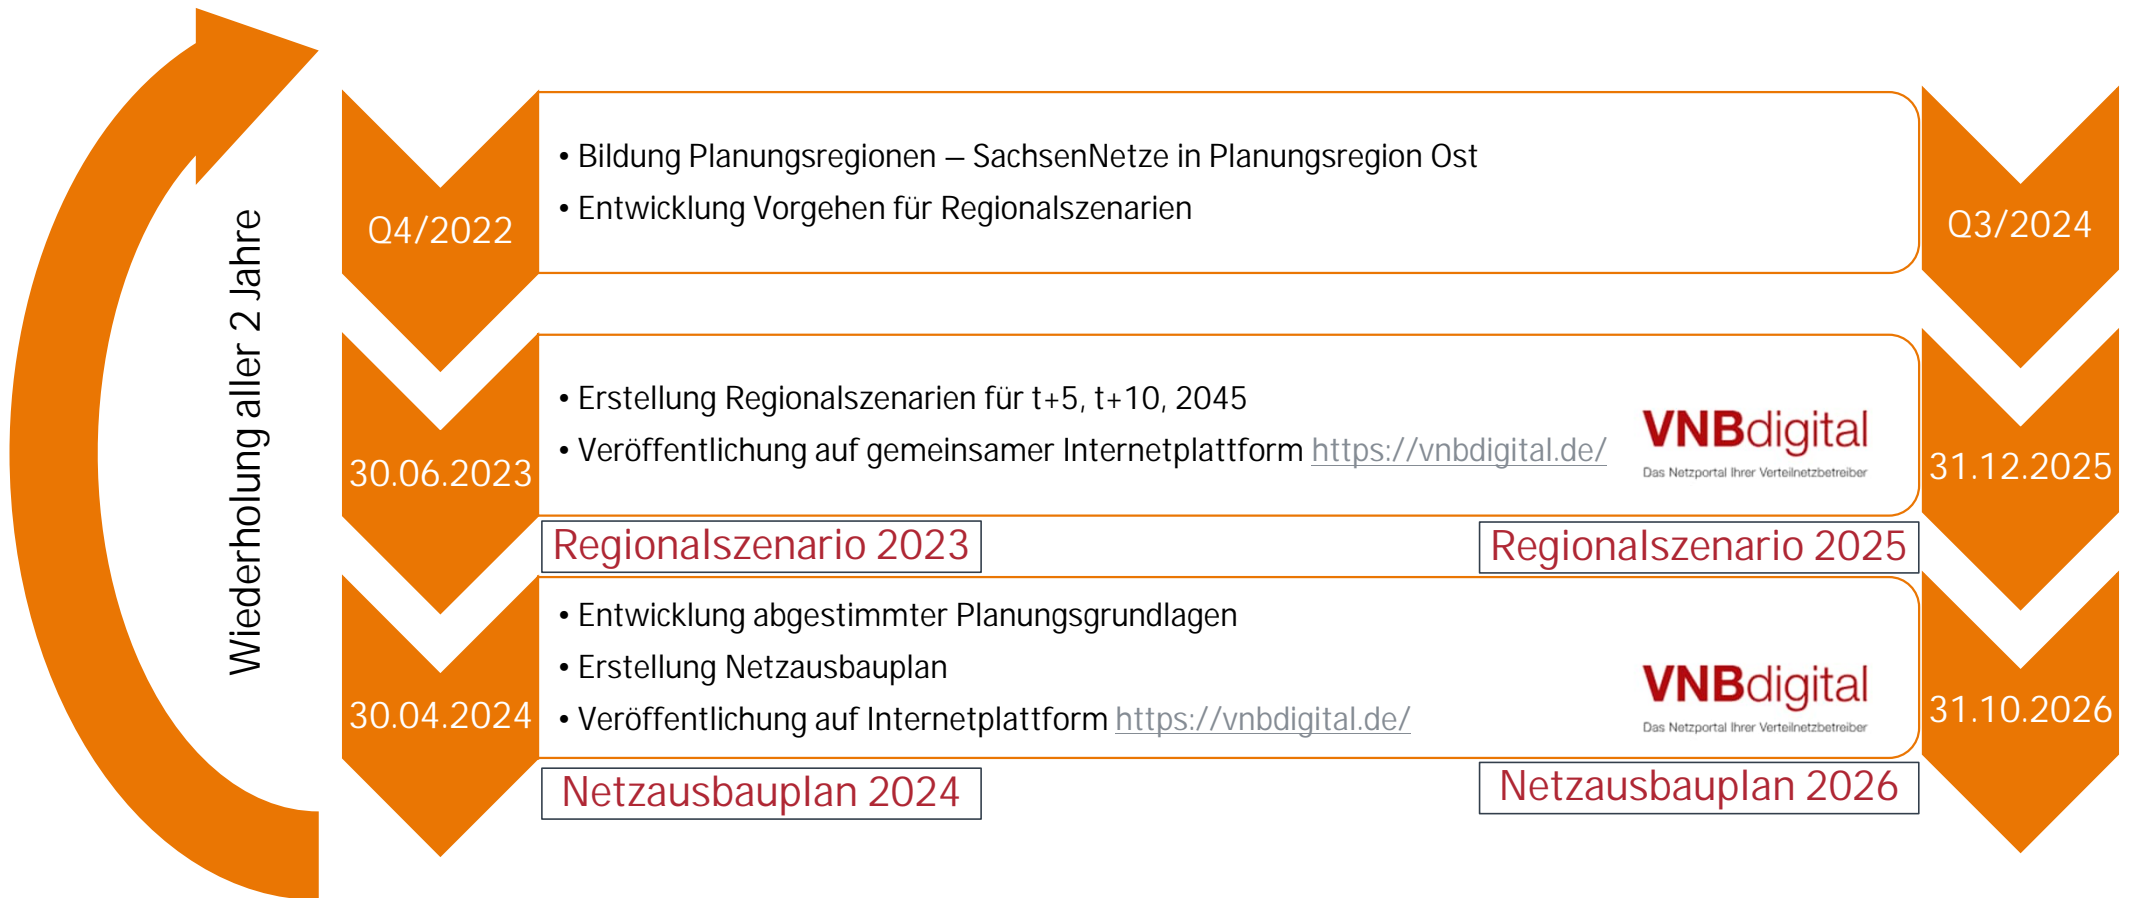 Wiederholung aller 2 Jahre
Q4/2022
• Bildung Planungsregionen – SachsenNetze in Planungsregion Ost
• Entwicklung Vorgehen für Regionalszenarien
Q3/2024
30.06.2023
• Erstellung Regionalszenarien für t+5, t+10, 2045
• Veröffentlichung auf gemeinsamer Internetplattform https://vnbdigital.de/
VNBdigital
Das Netzportal Ihrer Verteilnetzbetreiber
31.12.2025
Regionalszenario 2023
Regionalszenario 2025
30.04.2024
• Entwicklung abgestimmter Planungsgrundlagen
• Erstellung Netzausbauplan
• Veröffentlichung auf Internetplattform https://vnbdigital.de/
VNBdigital
Das Netzportal Ihrer Verteilnetzbetreiber
31.10.2026
Netzausbauplan 2024
Netzausbauplan 2026